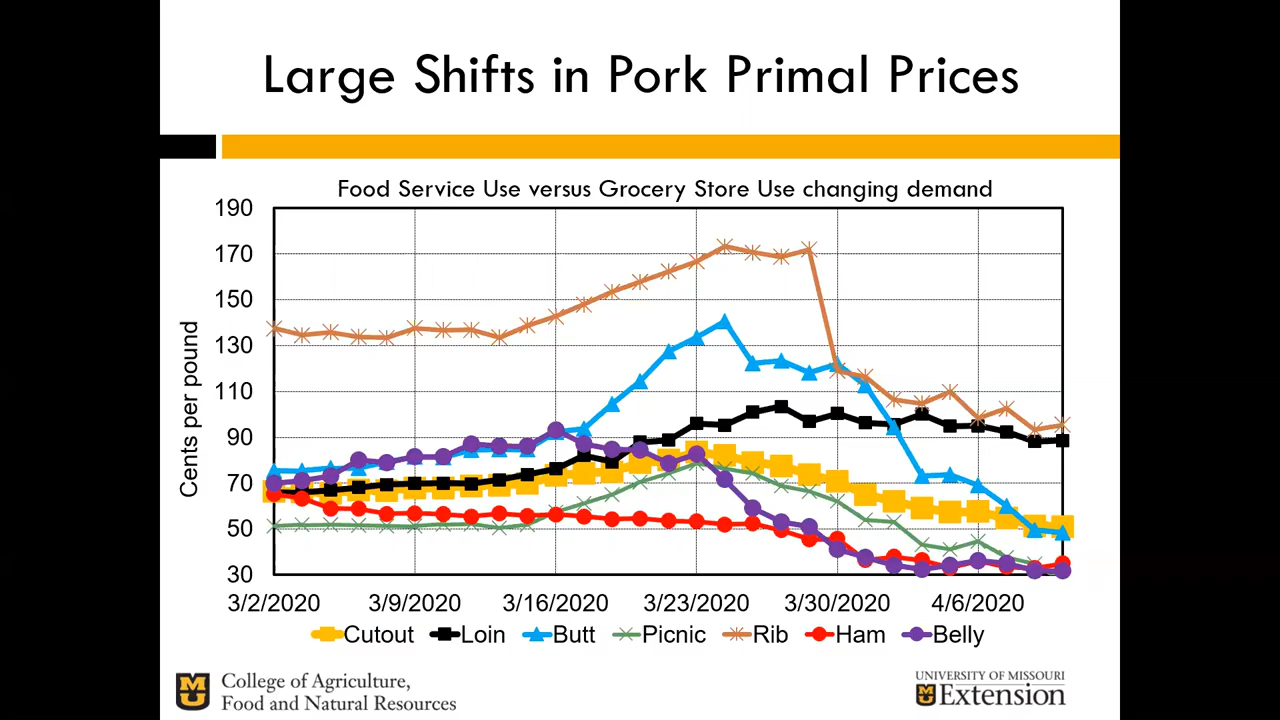 Large Shifts in Pork Primal Prices
Food Service Use versus Grocery Store Use changing demand
Cents per pound
190
170
150
130
110
90
70
50
30
3/2/2020 3/9/2020 3/16/2020 3/23/2020 3/30/2020 4/6/2020
Cutout Loin Butt Picnic Rib Ham Belly
College of Agriculture,
Food and Natural Resources
UNIVERSITY OF MISSOURI
Extension